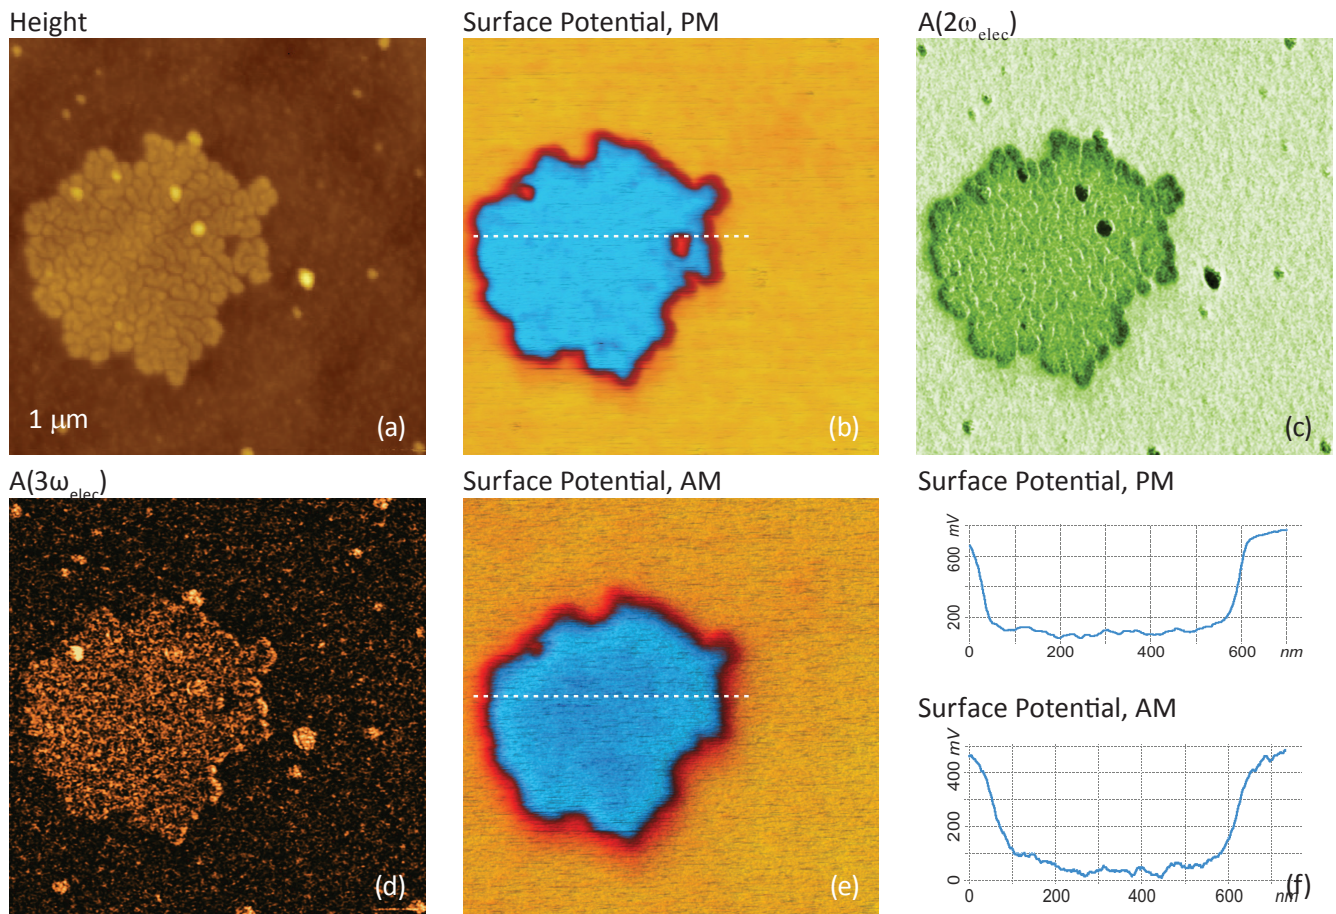 Height
Surface Potential, PM
A(2ωelec)
1 μm
(a)
(b)
(c)
A(3ωelec)
Surface Potential, AM
Surface Potential, PM
mV
600
200
0
200
400
600
nm
Surface Potential, AM
mV
400
200
0
0
200
400
600
nm
(d)
(e)
(f)